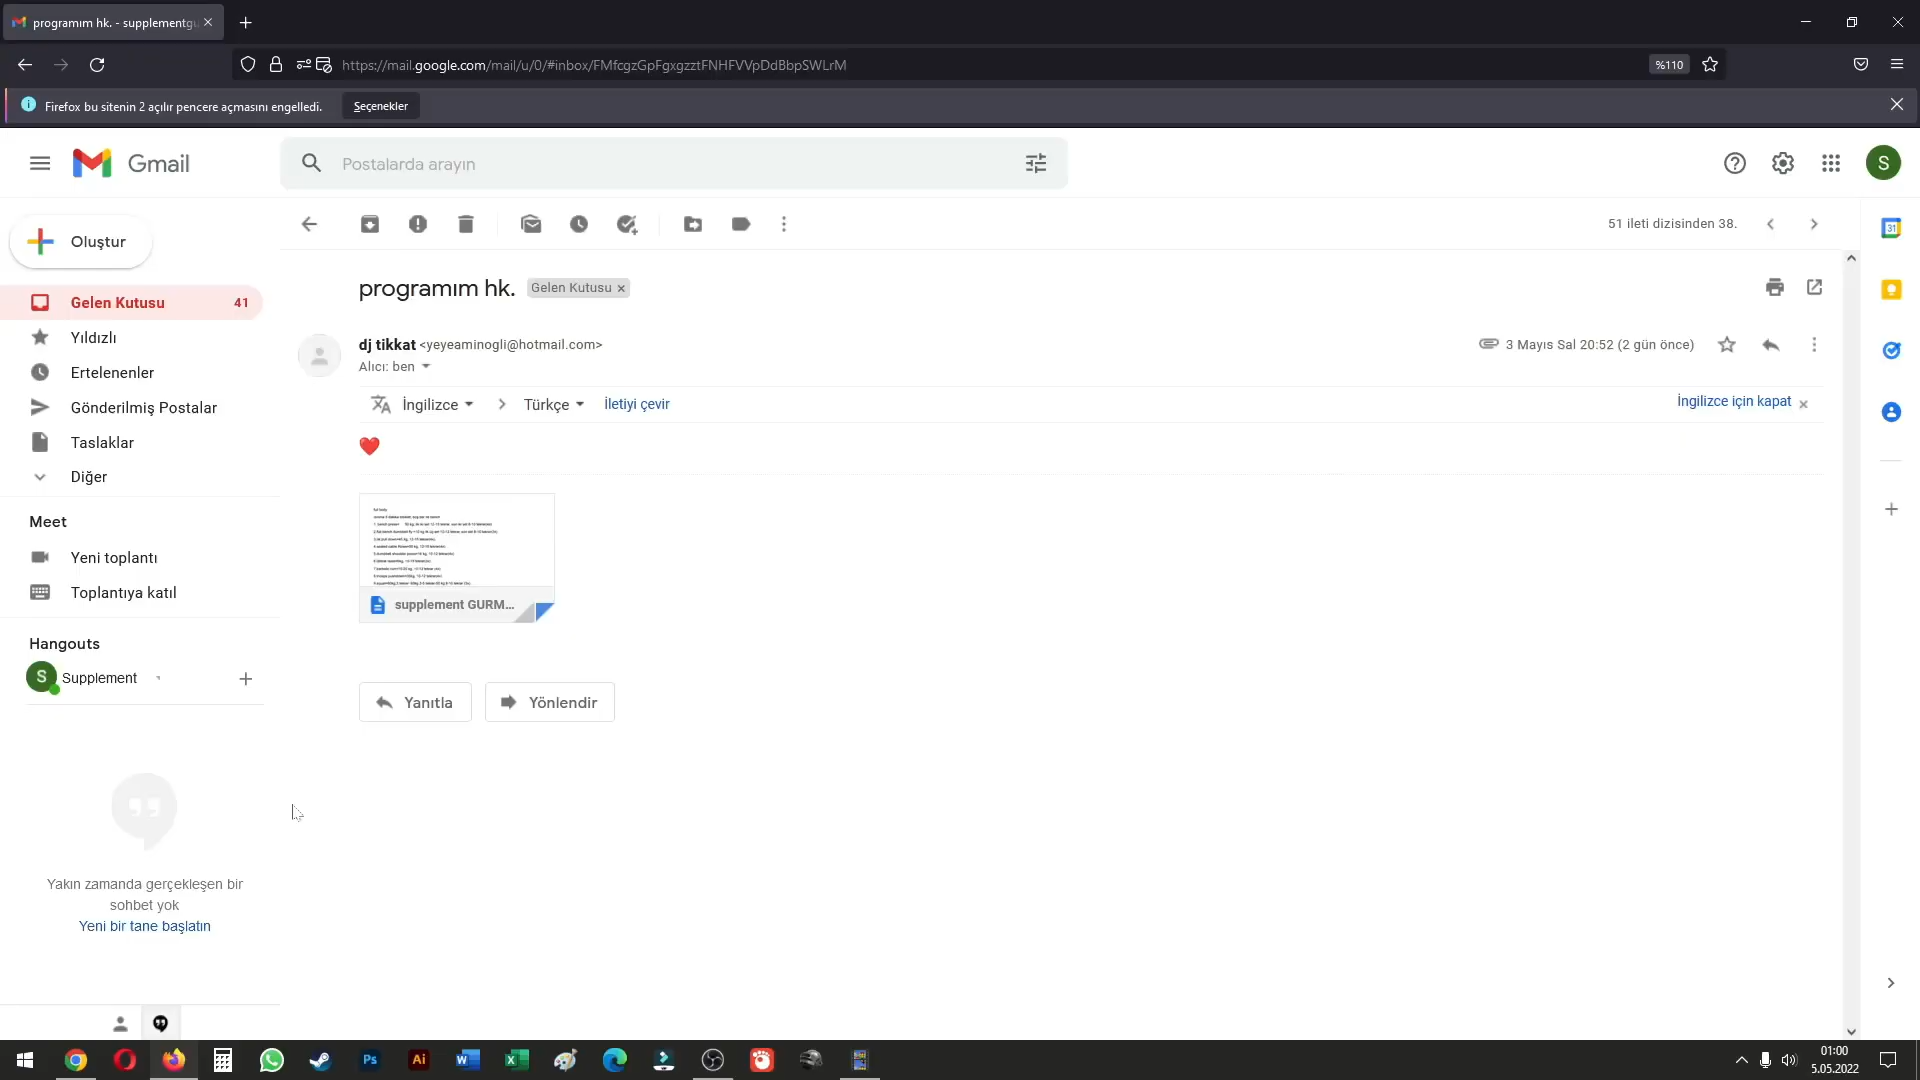 programım hk. - supplementgu
https://mail.google.com/mail/u/0/#inbox/FMfcgzGpFgxgzztFNHFVVpDdBbpSWLrM
%110
Firefox bu sitenin 2 açılır pencere açmasını engelledi.
Seçenekler
Gmail
Postalarda arayın
S
Oluştur
51 ileti dizisinden 38.
31
Gelen Kutusu
41
Yıldızlı
Ertelenenler
Gönderilmiş Postalar
Taslaklar
Diğer
Meet
Yeni toplantı
Toplantıya katıl
Hangouts
S
Supplement
Yakın zamanda gerçekleşen bir
sohbet yok
Yeni bir tane başlatın
programım hk.
Gelen Kutusu
dj tikkat <yeyeaminogli@hotmail.com>
3 Mayıs Sal 20:52 (2 gün önce)
Alıcı: ben
İngilizce
Türkçe
İletiyi çevir
İngilizce için kapat
supplement GURM...
Yanıtla
Yönlendir
Ps
Ai
01:00
5.05.2022